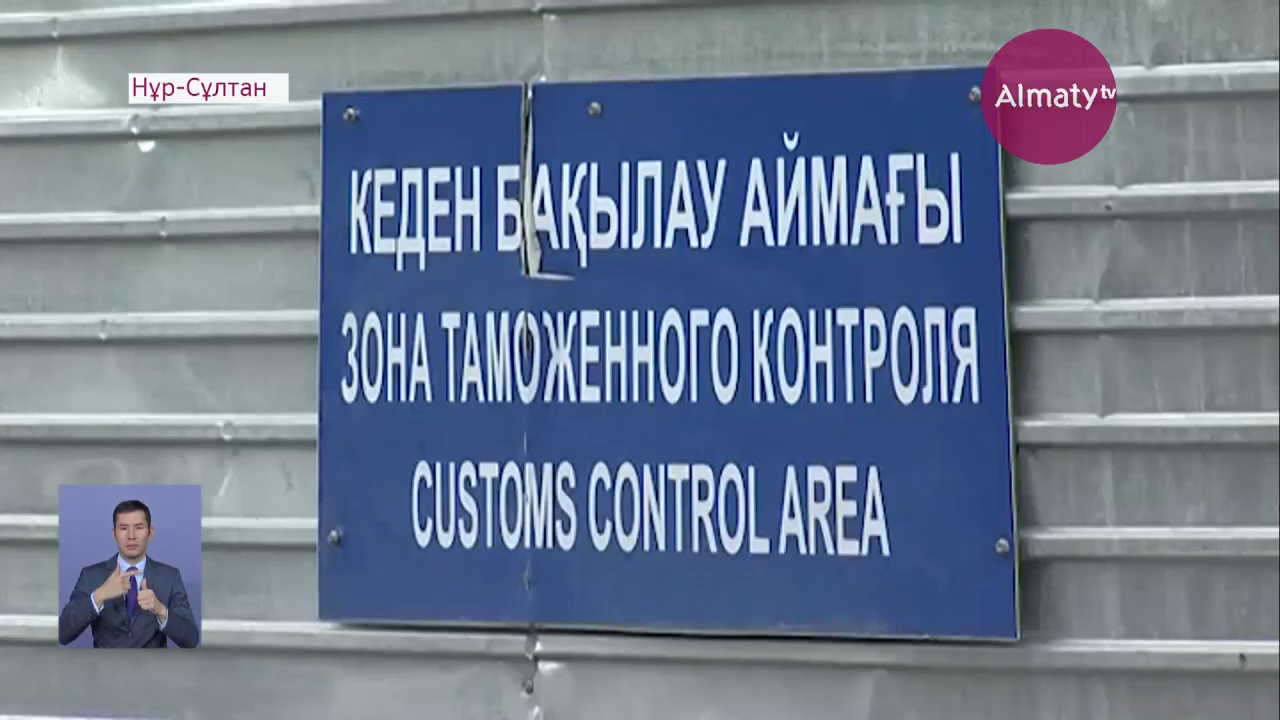 Нұр-Сұлтан
Almaty tv
КЕДЕН БАҚЫЛАУ АЙМАҒЫ
ЗОНА ТАМОЖЕННОГО КОНТРОЛЯ
CUSTOMS CONTROL AREA